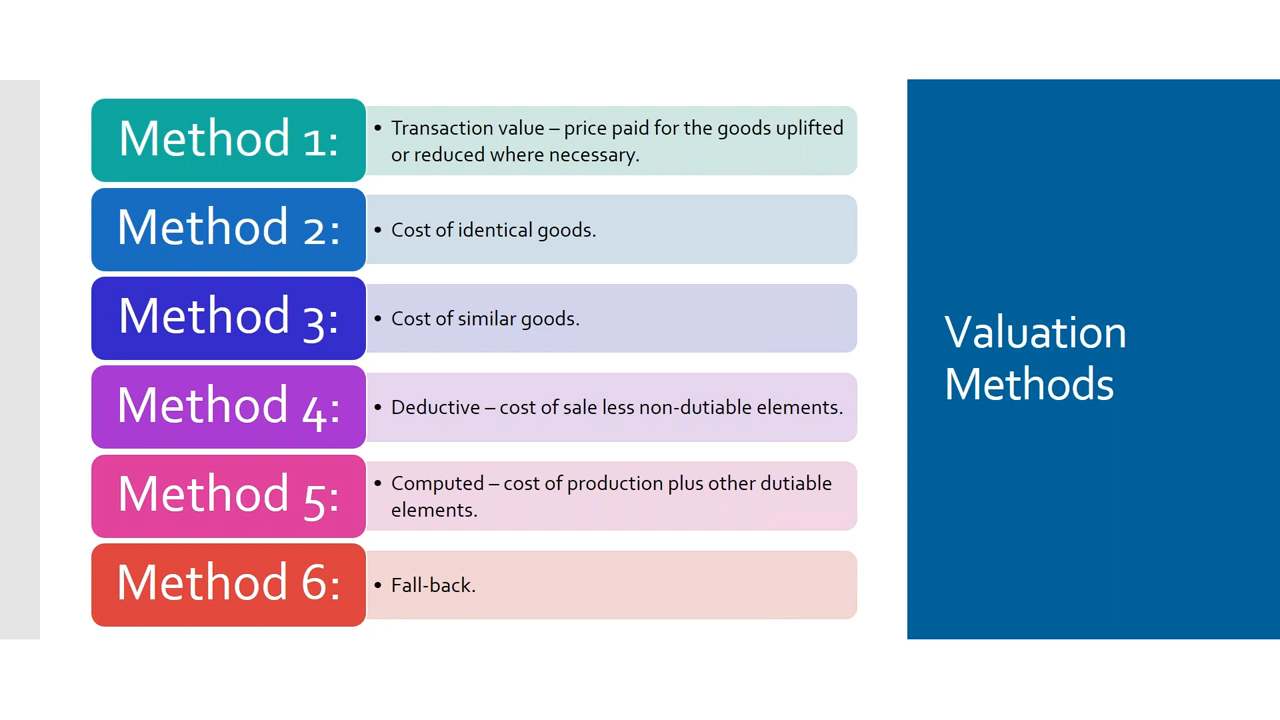 Method 1:
• Transaction value – price paid for the goods uplifted
or reduced where necessary.
Method 2:
• Cost of identical goods.
Method 3:
• Cost of similar goods.
Method 4:
• Deductive – cost of sale less non-dutiable elements.
Method 5:
• Computed – cost of production plus other dutiable
elements.
Method 6:
• Fall-back.
Valuation
Methods